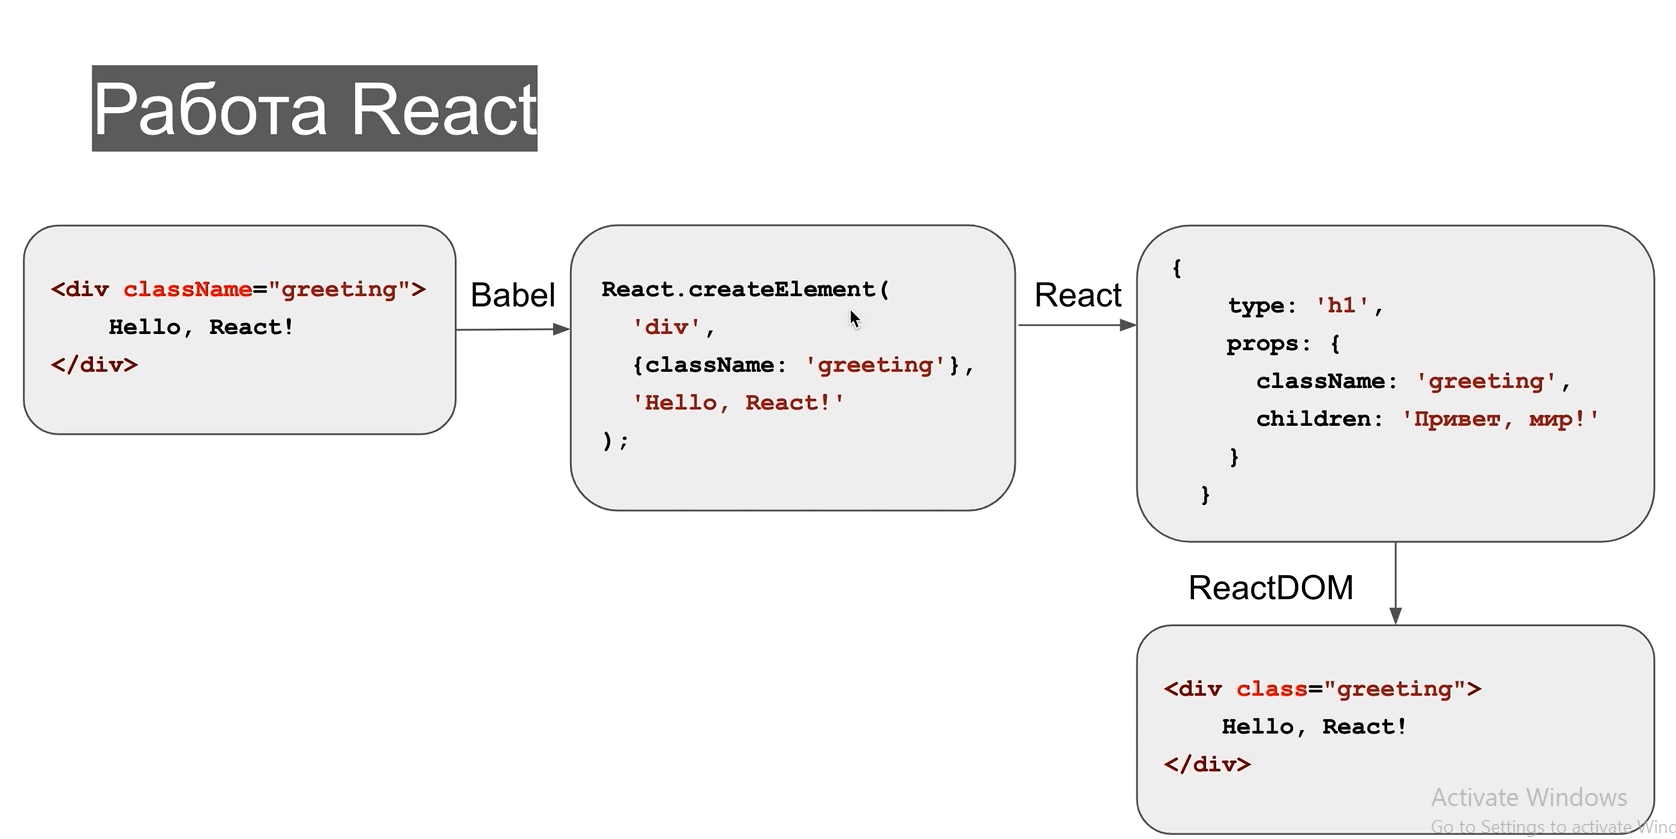 Работа React
<div className="greeting">
Hello, React!
</div>
Babel
React.createElement(
'div',
{className: 'greeting'},
'Hello, React!'
);
React
{
type: 'h1',
props: {
className: 'greeting',
children: 'Привет, мир!'
}
}
ReactDOM
<div class="greeting">
Hello, React!
</div>
Activate Windows
Go to Settings to activate Winc